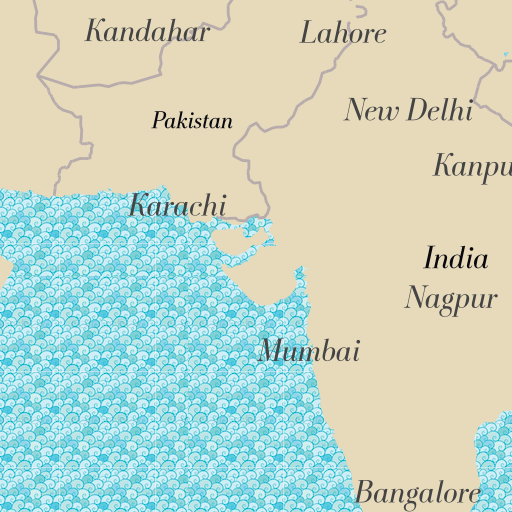 Kandahar
Lahore
New Delhi
Pakistan
Kanpu
Karachi
India
Nagpur
Mumbai
Bangalore